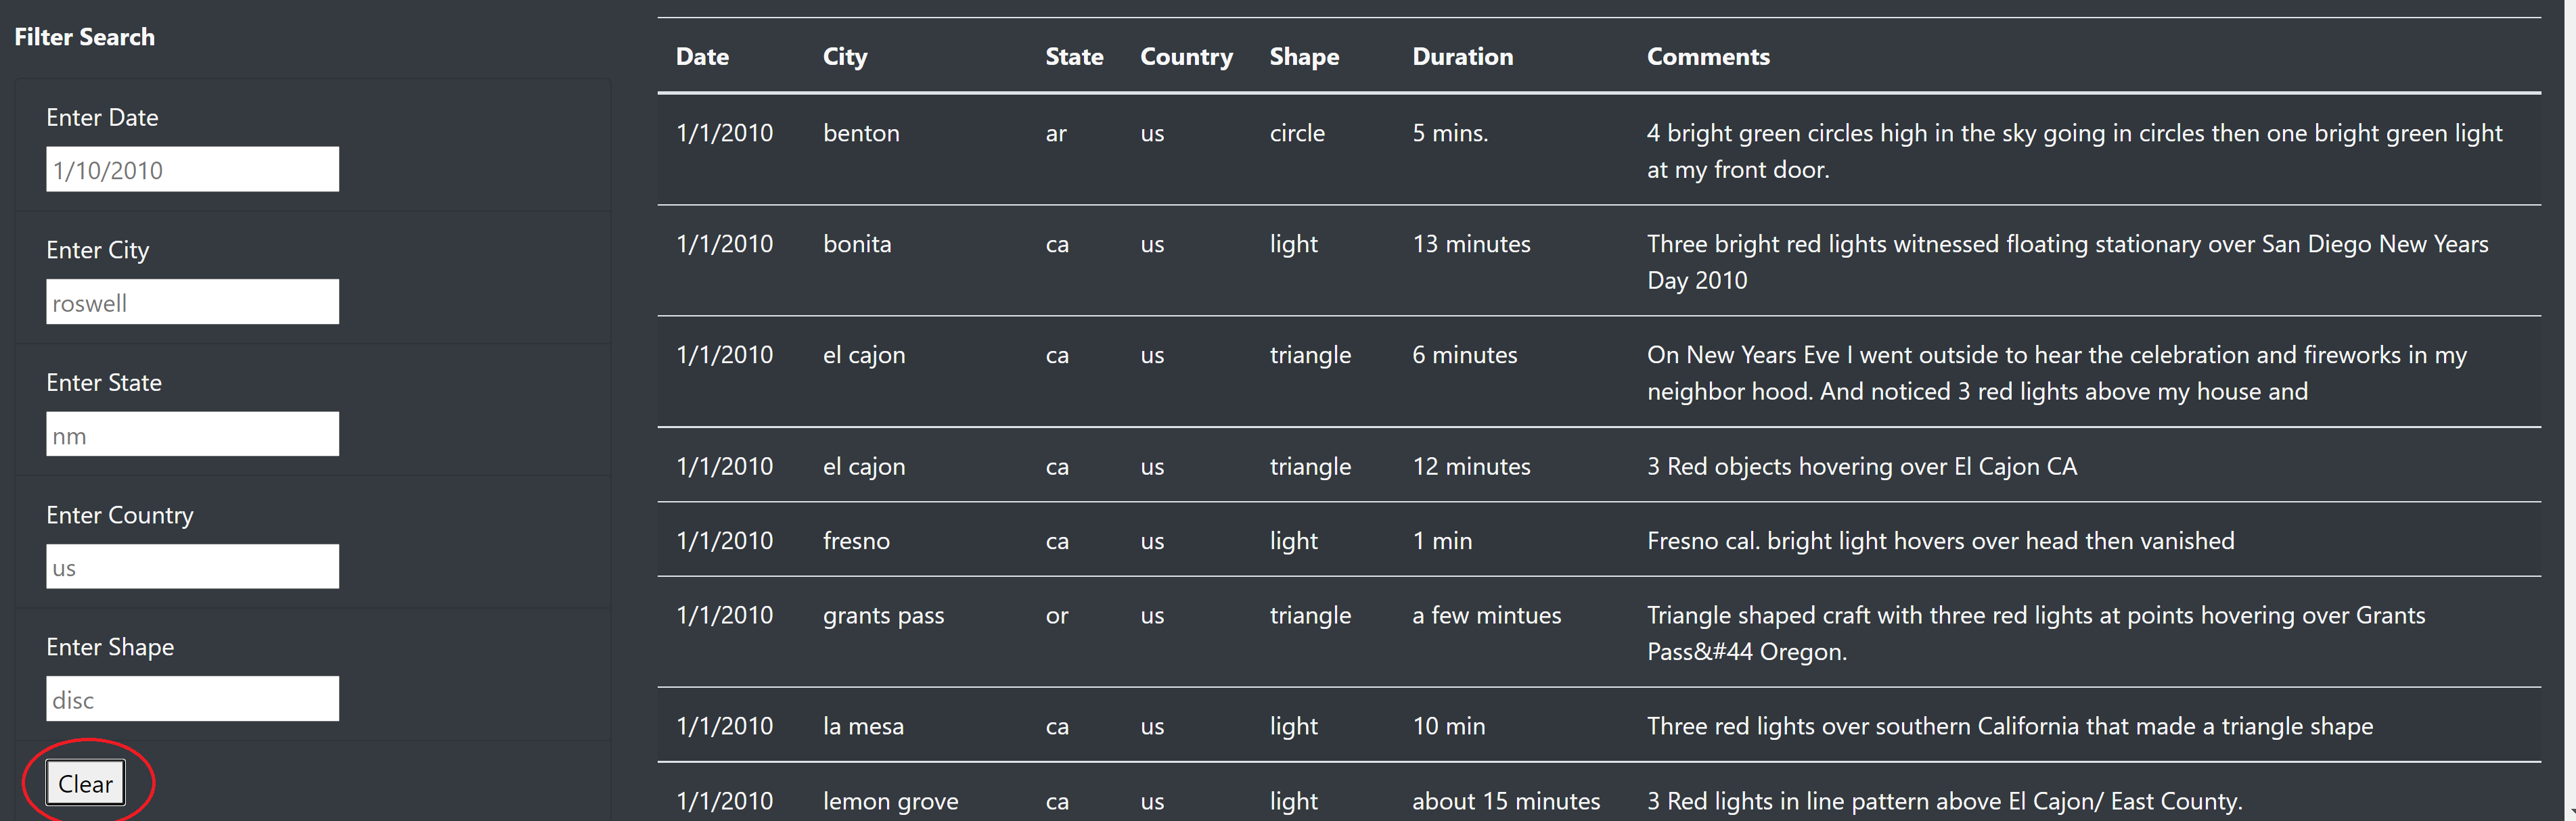 Filter Search
Enter Date
1/10/2010
Enter City
roswell
Enter State
nm
Enter Country
us
Enter Shape
disc
Clear
Date City State Country Shape Duration Comments
1/1/2010 benton ar us circle 5 mins. 4 bright green circles high in the sky going in circles then one bright green light
at my front door.
1/1/2010 bonita ca us light 13 minutes Three bright red lights witnessed floating stationary over San Diego New Years
Day 2010
1/1/2010 el cajon ca us triangle 6 minutes On New Years Eve I went outside to hear the celebration and fireworks in my
neighbor hood. And noticed 3 red lights above my house and
1/1/2010 el cajon ca us triangle 12 minutes 3 Red objects hovering over El Cajon CA
1/1/2010 fresno ca us light 1 min Fresno cal. bright light hovers over head then vanished
1/1/2010 grants pass or us triangle a few mintues Triangle shaped craft with three red lights at points hovering over Grants
Pass&#44 Oregon.
1/1/2010 la mesa ca us light 10 min Three red lights over southern California that made a triangle shape
1/1/2010 lemon grove ca us light about 15 minutes 3 Red lights in line pattern above El Cajon/ East County.